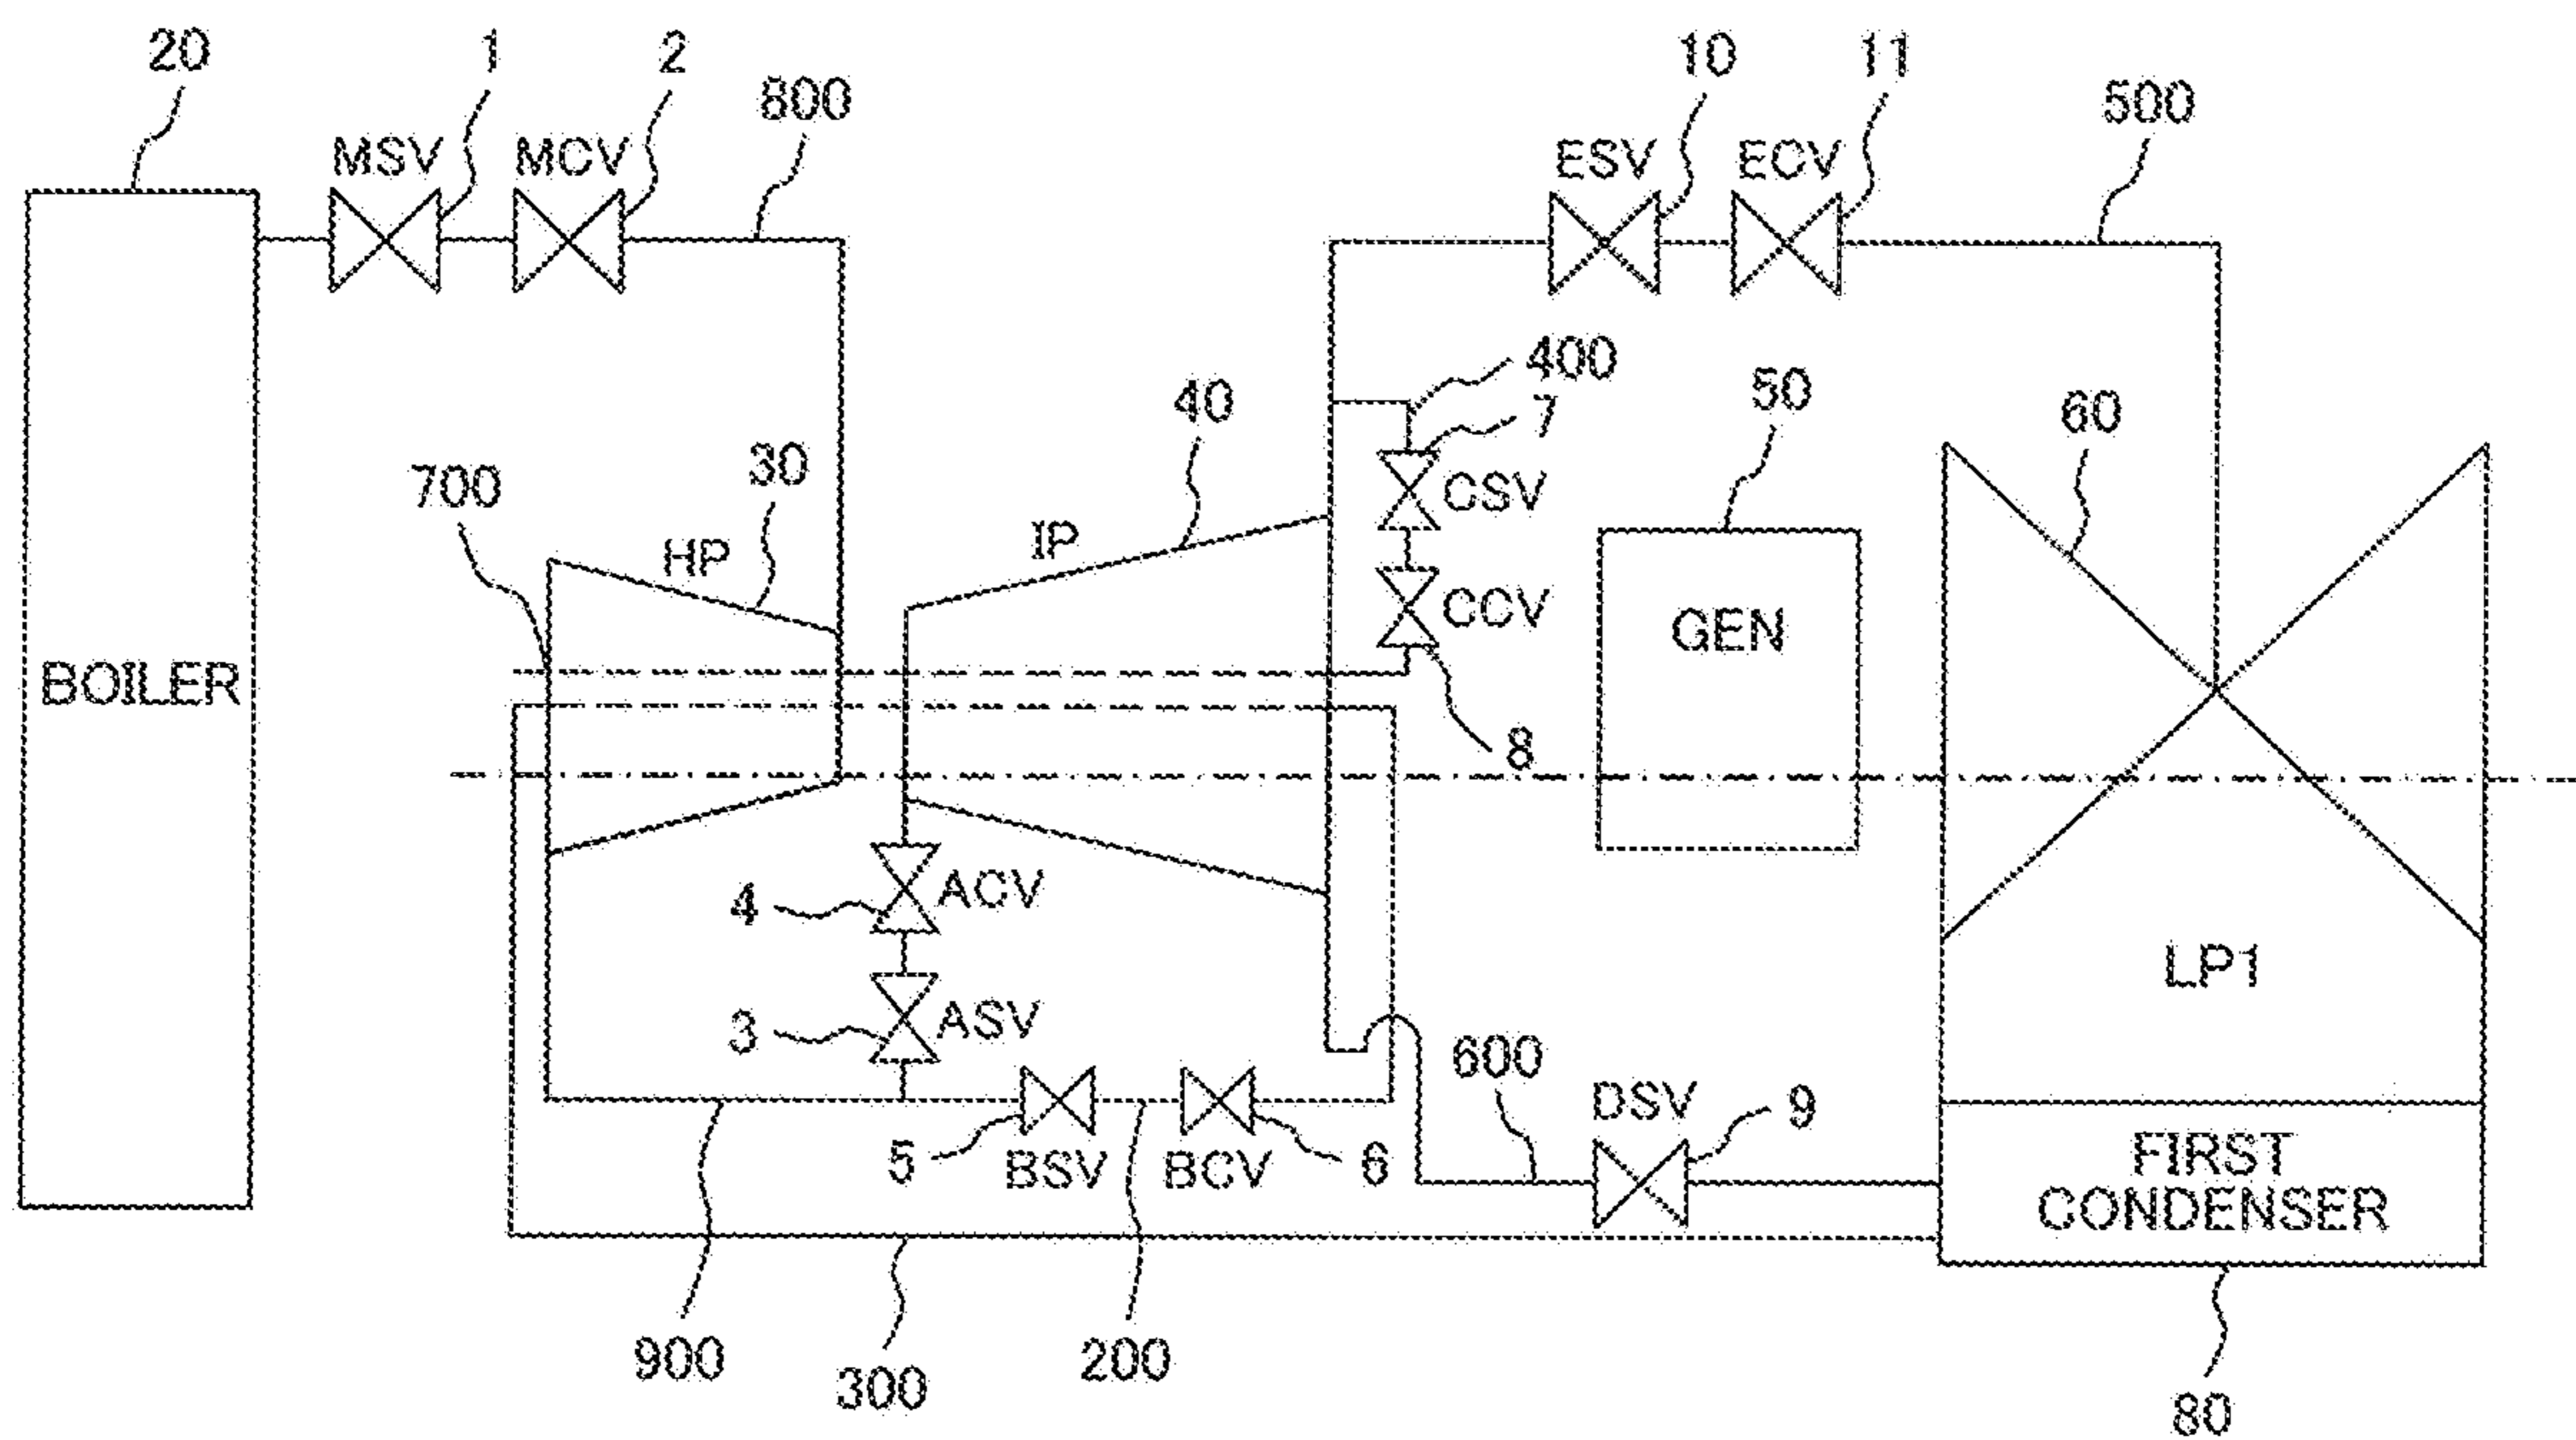 20
1
2
800
10
11
500
MSV
MCV
ESV
ECV
400
7
40
50
60
30
700
HP
IP
CSV
CCV
GEN
BOILER
8
4
ACV
LP1
3
ASV
600
DSV
9
5
BSV
BCV
6
FIRST
CONDENSER
900
200
300
80